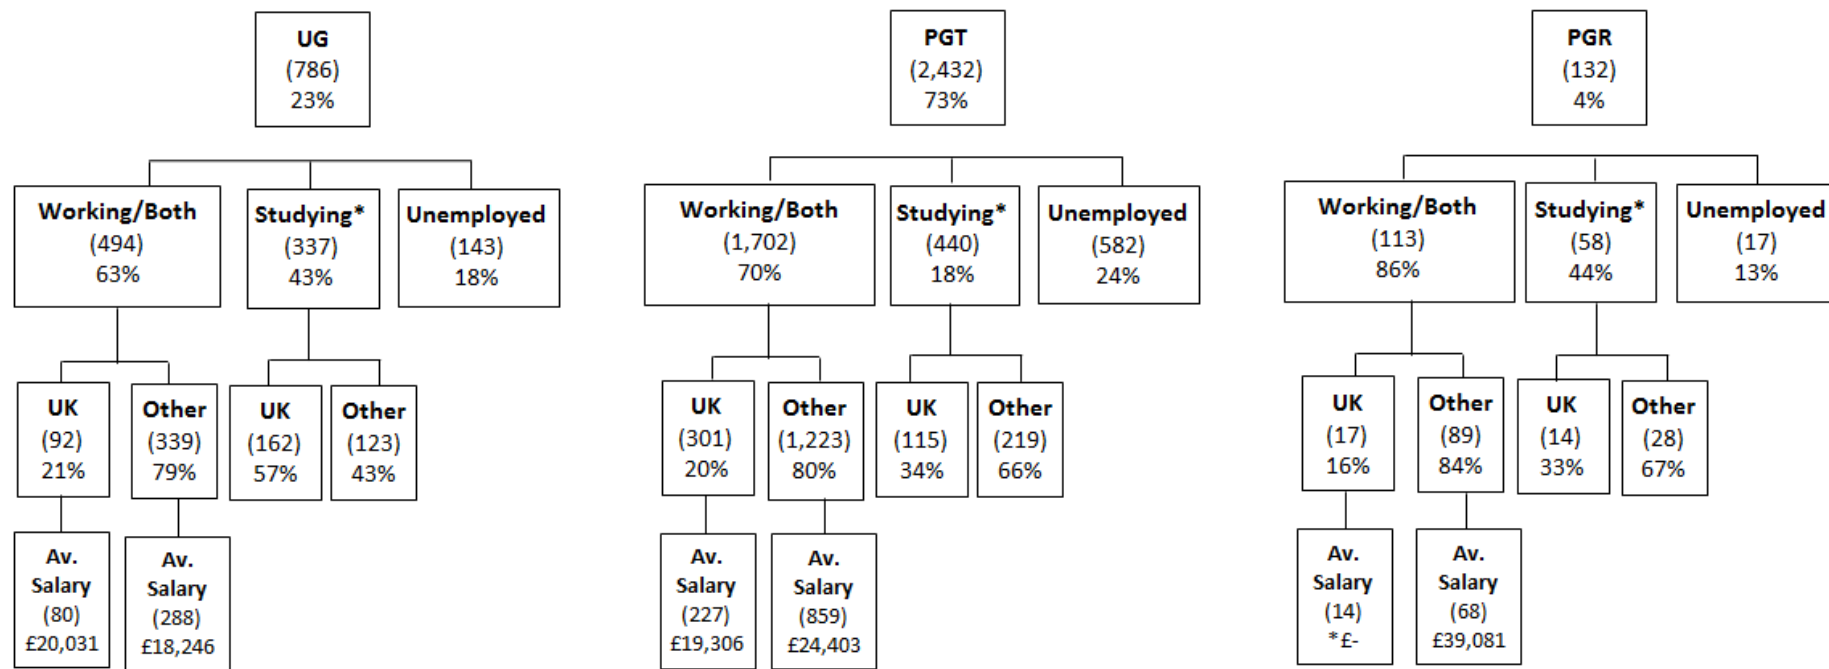 UG
(786)
23%
PGT
(2,432)
73%
PGR
(132)
4%
Working/Both
(494)
63%
Studying*
(337)
43%
Unemployed
(143)
18%
Working/Both
(1,702)
70%
Studying*
(440)
18%
Unemployed
(582)
24%
Working/Both
(113)
86%
Studying*
(58)
44%
Unemployed
(17)
13%
UK
(92)
21%
Other
(339)
79%
UK
(162)
57%
Other
(123)
43%
UK
(301)
20%
Other
(1,223)
80%
UK
(115)
34%
Other
(219)
66%
UK
(17)
16%
Other
(89)
84%
UK
(14)
33%
Other
(28)
67%
Av.
Salary
(80)
£20,031
Av.
Salary
(288)
£18,246
Av.
Salary
(227)
£19,306
Av.
Salary
(859)
£24,403
Av.
Salary
(14)
*£-
Av.
Salary
(68)
£39,081